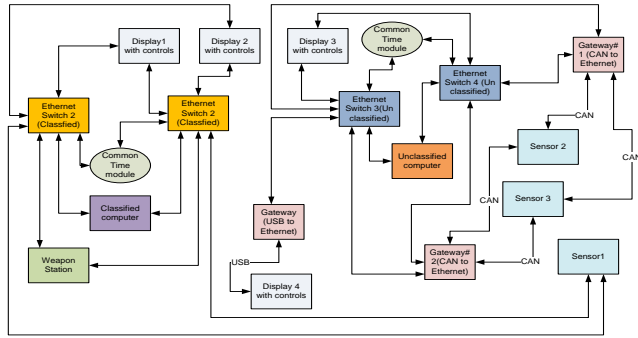 Display1
with controls
Display 2
with controls
Display 3
with controls
Common
Time
module
Gateway#
1 (CAN to
Ethernet)
Ethernet
Switch 4 (Un
classified)
Ethernet
Switch 2
(Classfied)
Ethernet
Switch 2
(Classfied)
Ethernet
Switch 3(Un
classified)
CAN
Sensor 2
CAN
Common
Time
module
Unclassified
computer
Sensor 3
CAN
Classified
computer
Gateway
(USB to
Ethernet)
Weapon
Station
USB
Gateway#
2(CAN to
Ethernet)
CAN
Sensor1
Display 4
with controls